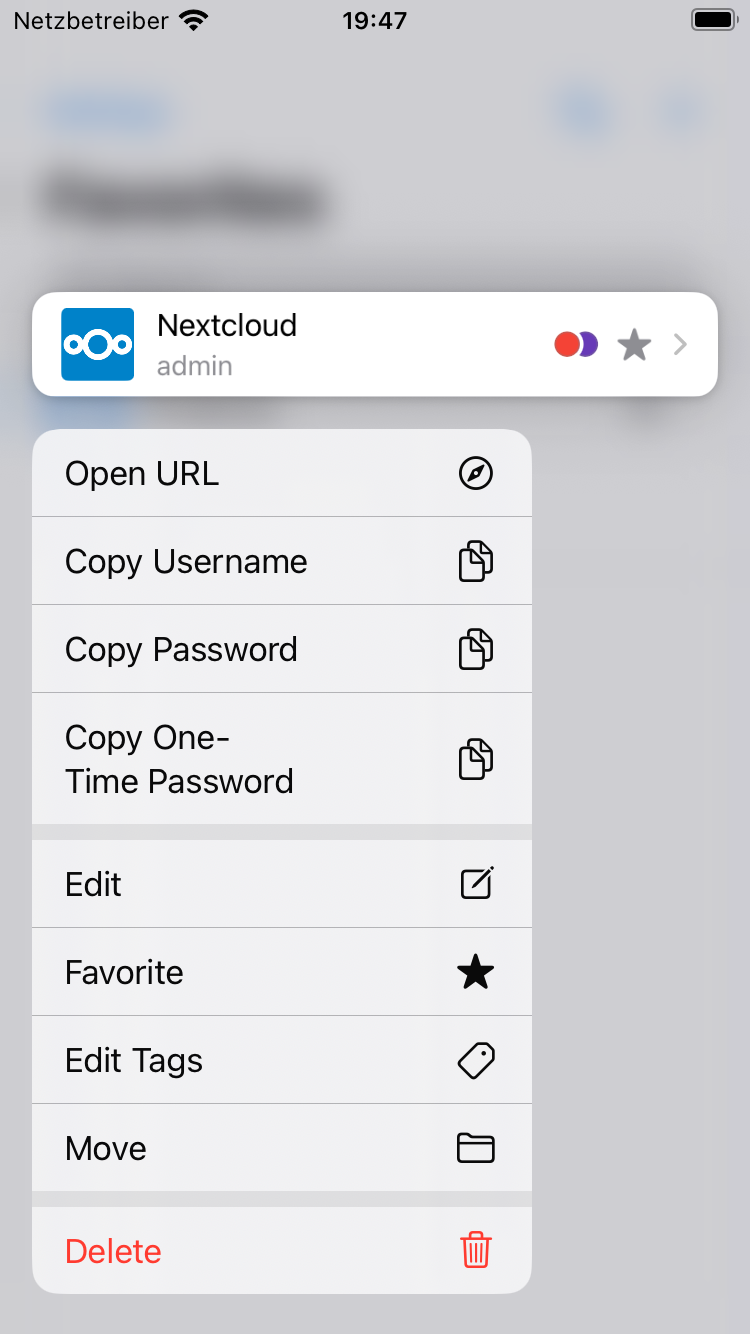 Netzbetreiber 19:47
Nextcloud
admin
Open URL
Copy Username
Copy Password
Copy One-
Time Password
Edit
Favorite
Edit Tags
Move
Delete